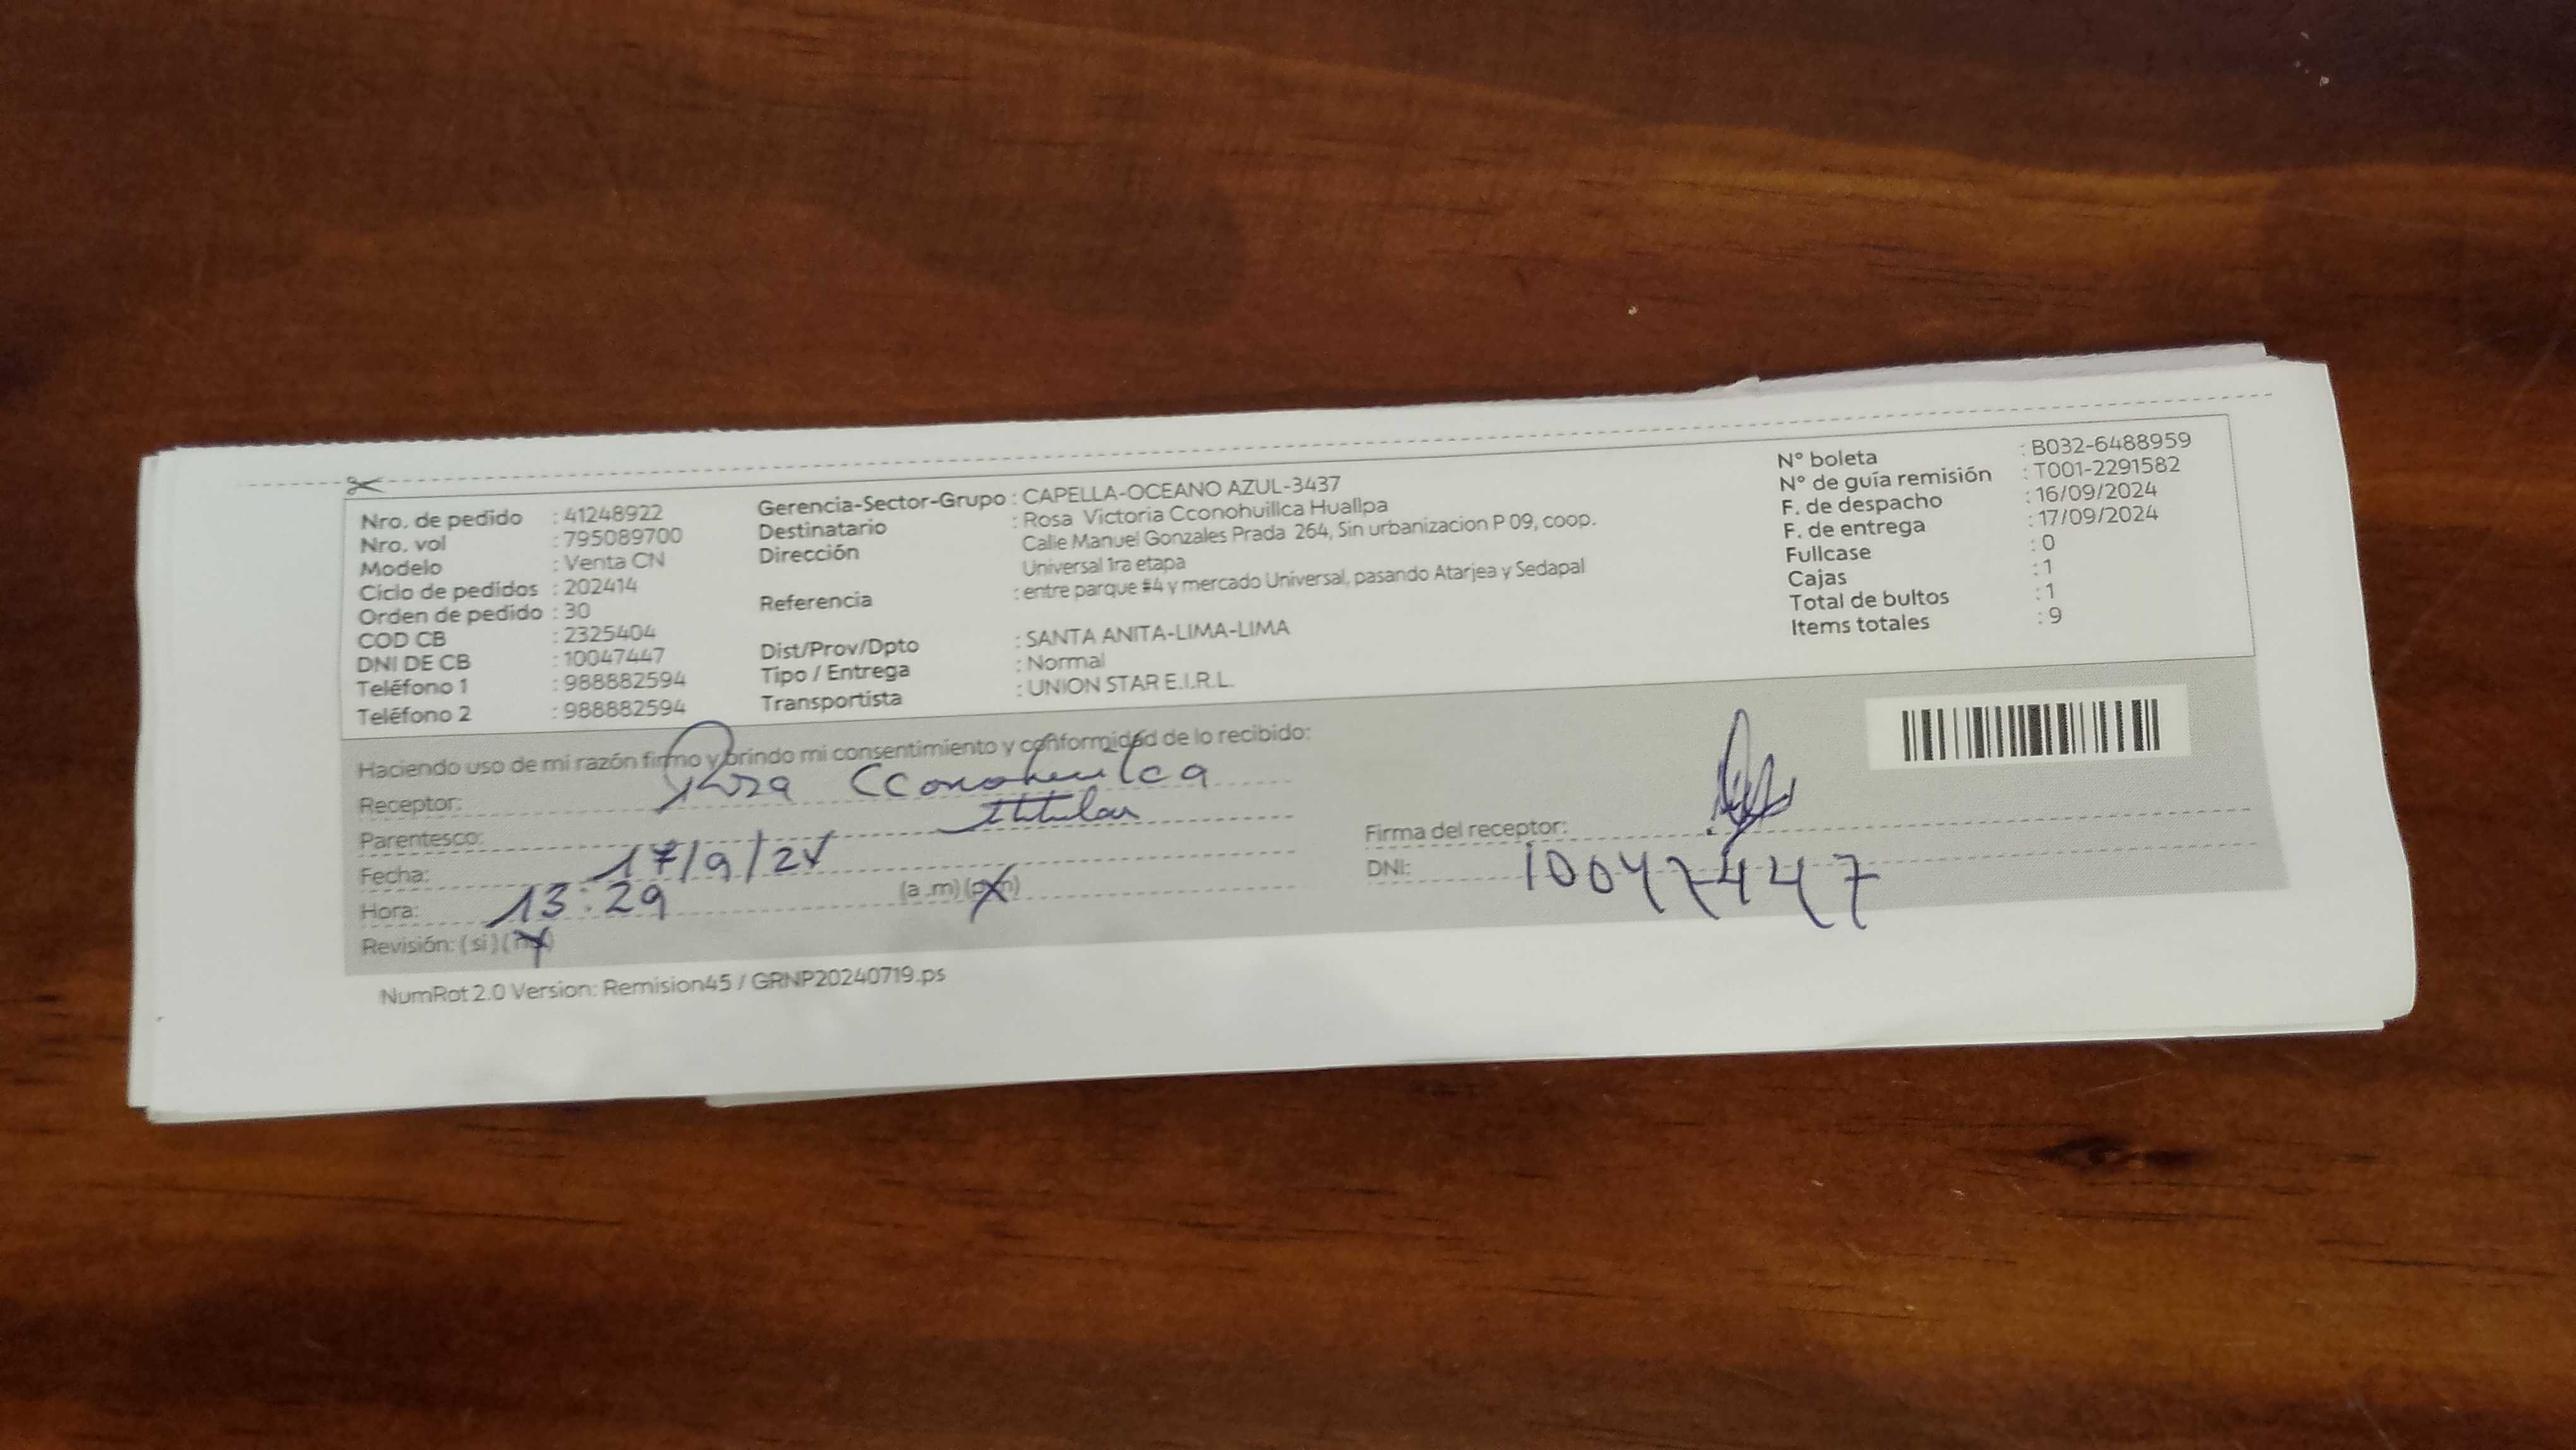 Nro. de pedido : 41248922
Nro. vol : 795089700
Modelo : Venta CN
Ciclo de pedidos : 202414
Orden de pedido : 30
COD CB : 2325404
DNI DE CB : 10047447
Teléfono 1 : 988882594
Teléfono 2 : 988882594
Gerencia-Sector-Grupo : CAPELLA-OCEANO AZUL-3437
Destinatario : Rosa Victoria Cconohuillca Huallpa
Dirección Calle Manuel Gonzales Prada 264, Sin urbanizacion P 09, coop.
Universal 1ra etapa
Referencia : entre parque #4 y mercado Universal, pasando Atarjea y Sedapal
Dist/Prov/Dpto : SANTA ANITA-LIMA-LIMA
Tipo / Entrega : Normal
Transportista : UNION STAR E.I.R.L.
N° boleta : B032-6488959
N° de guía remisión : T001-2291582
F. de despacho : 16/09/2024
F. de entrega : 17/09/2024
Fullcase : 0
Cajas : 1
Total de bultos : 1
Items totales : 9
Haciendo uso de mi razón firmo y brindo mi consentimiento y conformidad de lo recibido:
Receptor: Rosa Cconohuilca
Parentesco: titular
Fecha: 17/9/24
Hora: 13:29 (a .m) (p.m)
Revisión: ( si ) ( no )
Firma del receptor:
DNI: 10047447
NumRot 2.0 Version: Remision45 / GRNP20240719.ps